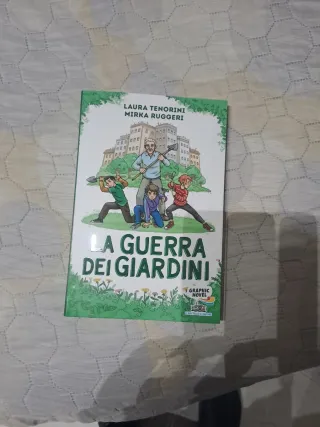 LAURA TENORINI
MIRKA RUGGERI
LA GUERRA
DEI GIARDINI
GRAPHIC
NOVEL